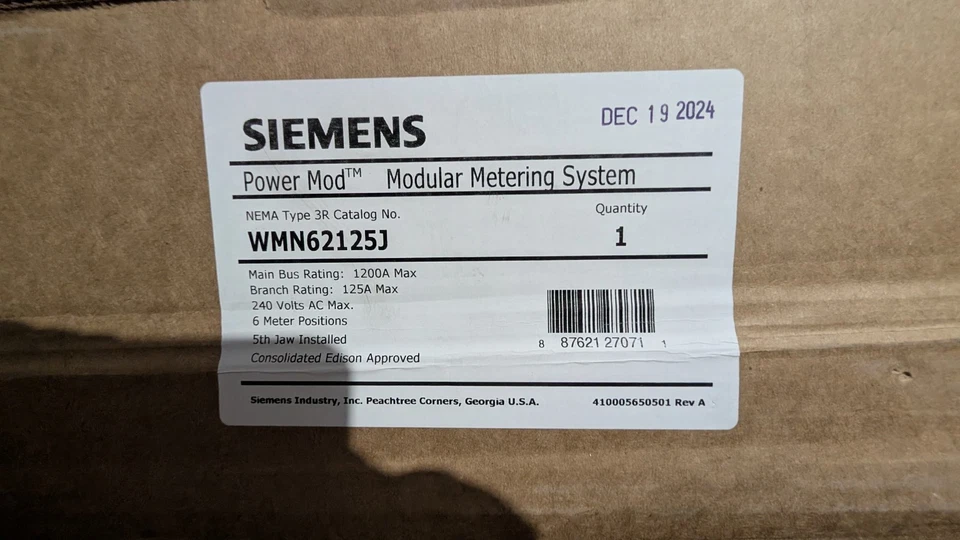 SIEMENS
DEC 19 2024
Power Mod™ Modular Metering System
NEMA Type 3R Catalog No.
Quantity
WMN62125J
1
Main Bus Rating: 1200A Max
Branch Rating: 125A Max
240 Volts AC Max.
6 Meter Positions
5th Jaw Installed
Consolidated Edison Approved
8 87621 27071 1
Siemens Industry, Inc. Peachtree Corners, Georgia U.S.A.
410005650501 Rev A